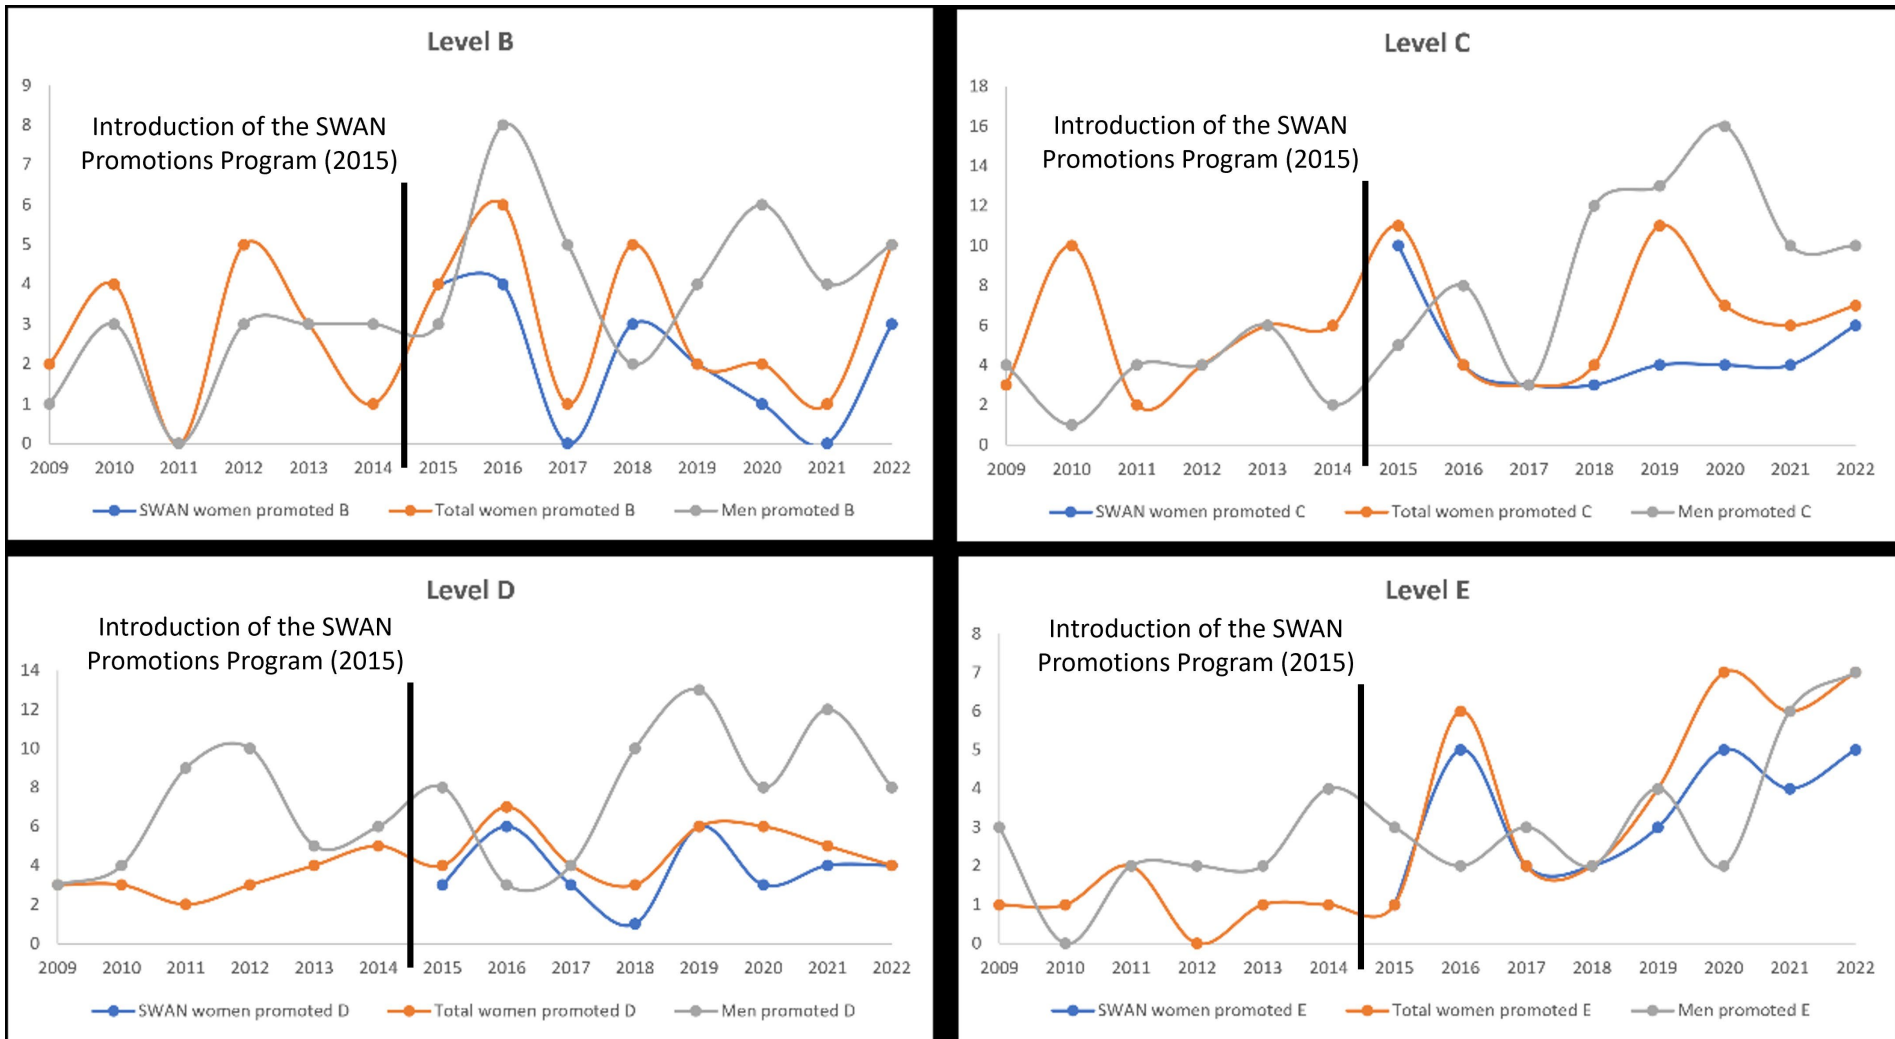 Level B
Introduction of the SWAN
Promotions Program (2015)
9
8
7
6
5
4
3
2
1
0
2009 2010 2011 2012 2013 2014 2015 2016 2017 2018 2019 2020 2021 2022
SWAN women promoted B Total women promoted B Men promoted B
Level C
Introduction of the SWAN
Promotions Program (2015)
18
16
14
12
10
8
6
4
2
0
2009 2010 2011 2012 2013 2014 2015 2016 2017 2018 2019 2020 2021 2022
SWAN women promoted C Total women promoted C Men promoted C
Level D
Introduction of the SWAN
Promotions Program (2015)
14
12
10
8
6
4
2
0
2009 2010 2011 2012 2013 2014 2015 2016 2017 2018 2019 2020 2021 2022
SWAN women promoted D Total women promoted D Men promoted D
Level E
Introduction of the SWAN
Promotions Program (2015)
8
7
6
5
4
3
2
1
0
2009 2010 2011 2012 2013 2014 2015 2016 2017 2018 2019 2020 2021 2022
SWAN women promoted E Total women promoted E Men promoted E